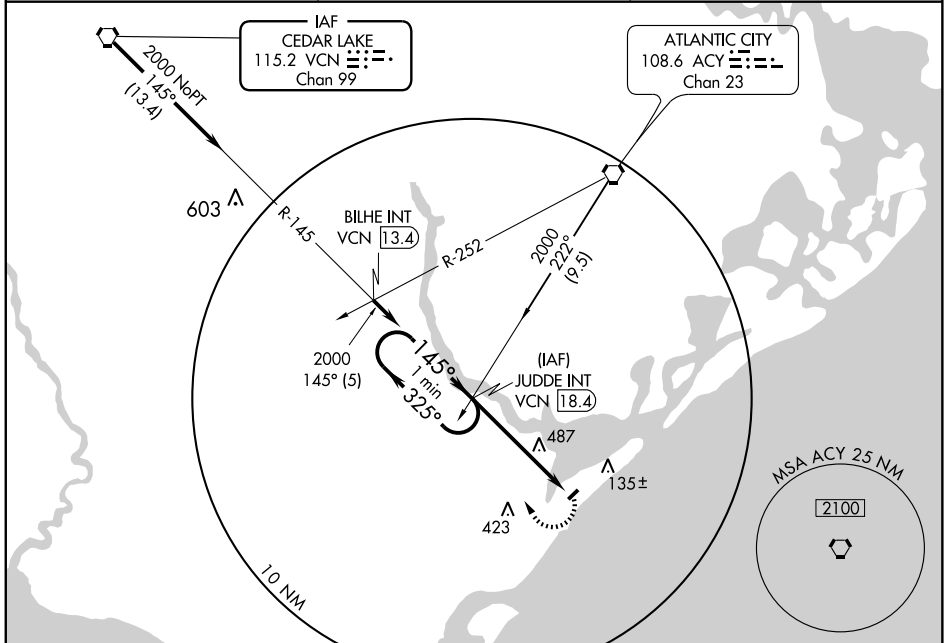 IAF
CEDAR LAKE
115.2 VCN
Chan 99
ATLANTIC CITY
108.6 ACY
Chan 23
2000 NoPT
145°
(13.4)
603
R-145
BILHE INT
VCN 13.4
R-252
2000
222°
(9.5)
2000
145° (5)
145°
1 min
325°
(IAF)
JUDDE INT
VCN 18.4
487
135±
423
10 NM
MSA ACY 25 NM
2100